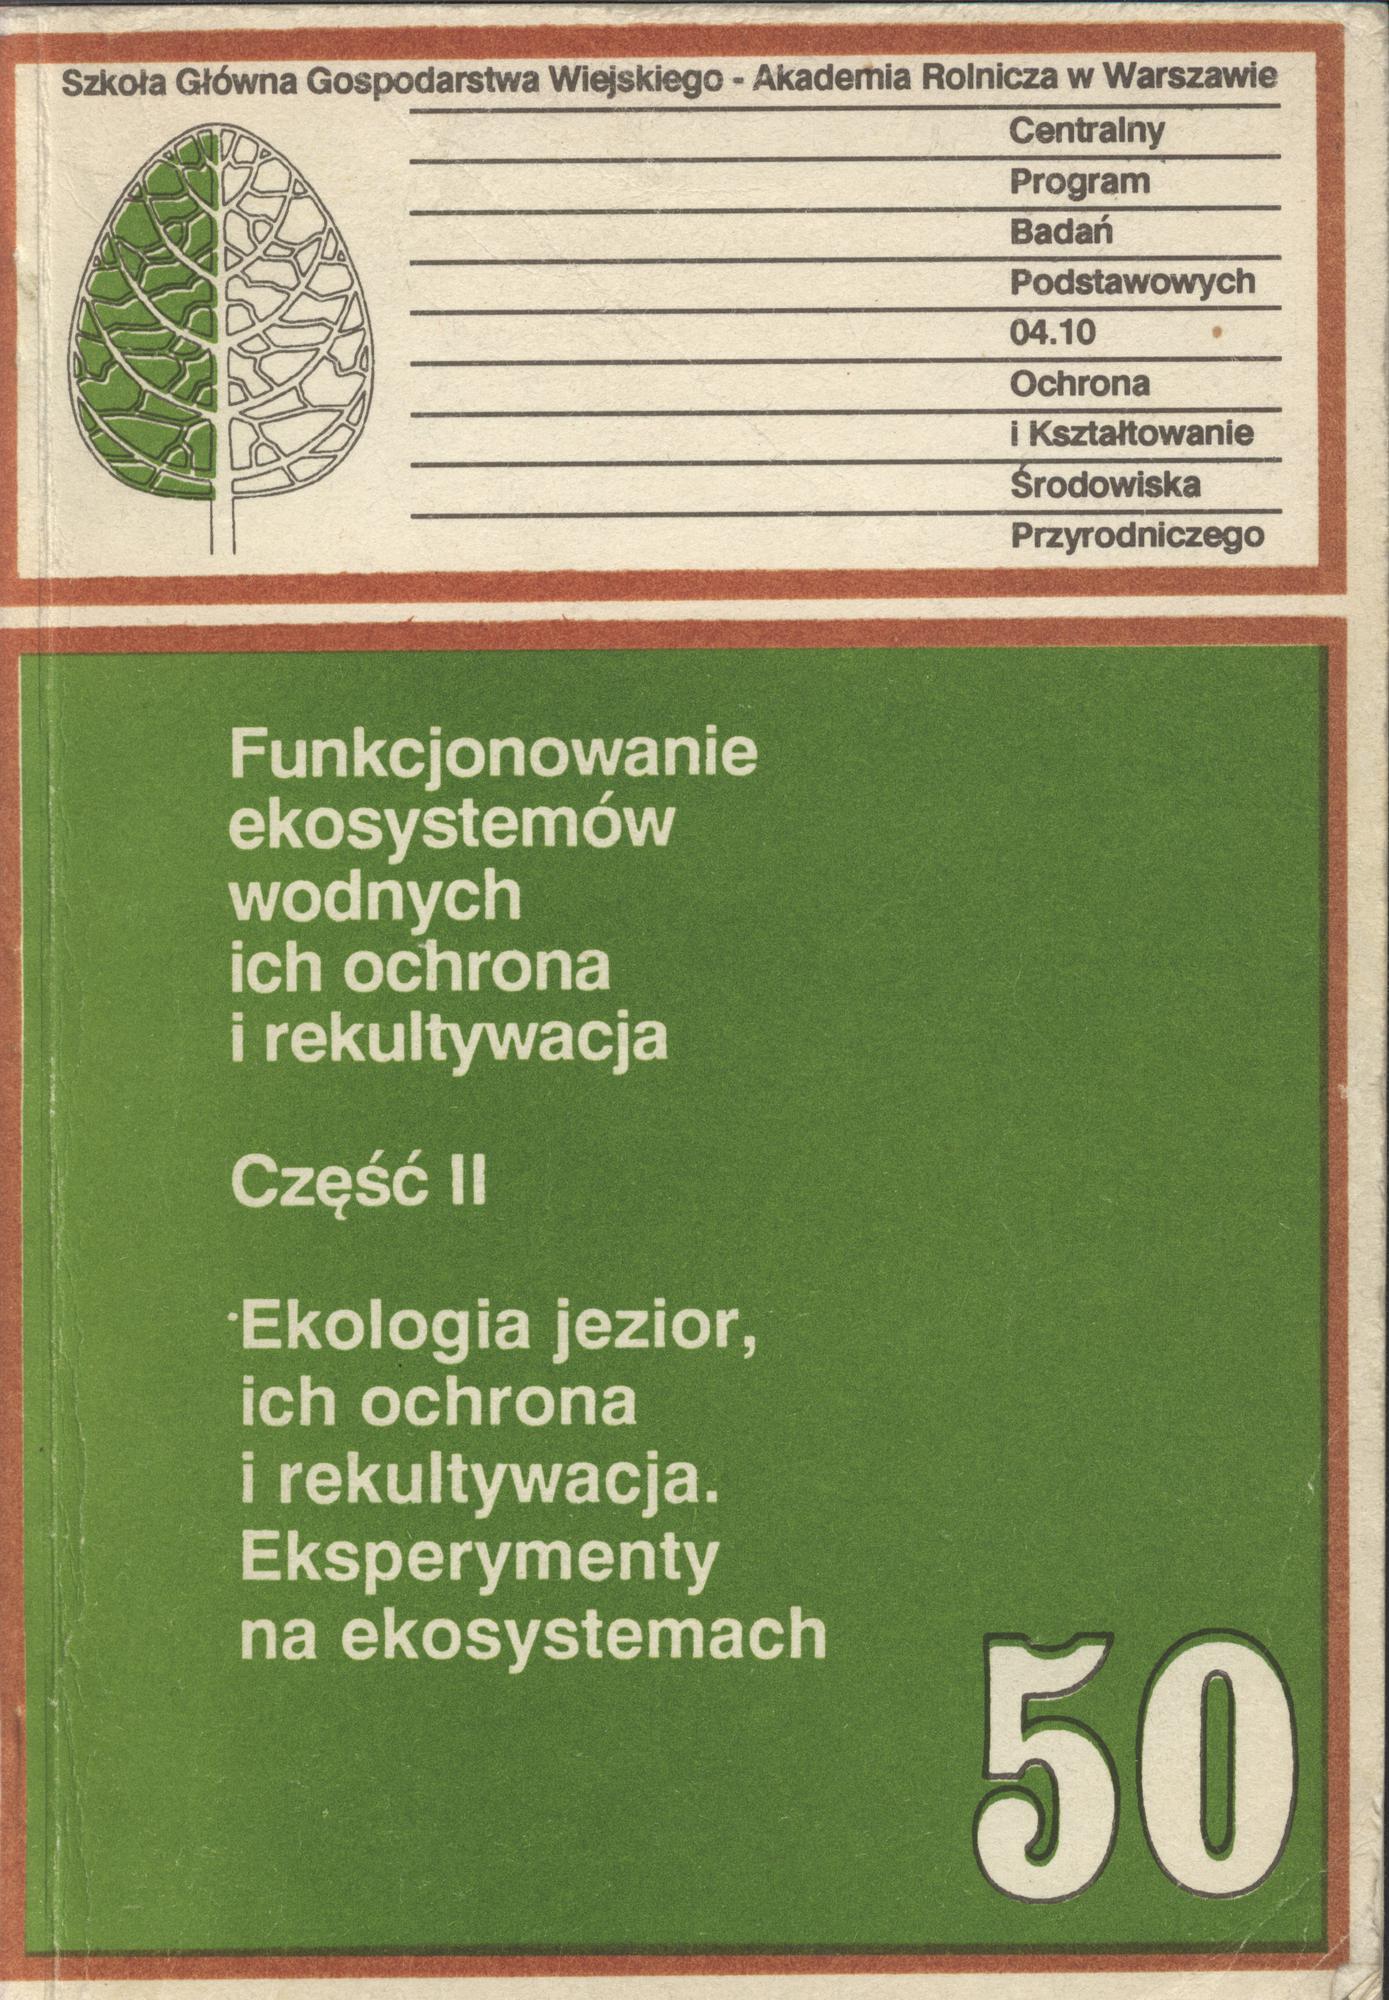 Szkoła Główna Gospodarstwa Wiejskiego - Akademia Rolnicza w Warszawie
Centralny
Program
Badań
Podstawowych
04.10
Ochrona
i Kształtowanie
Środowiska
Przyrodniczego
Funkcjonowanie
ekosystemów
wodnych
ich ochrona
i rekultywacja
Część II
Ekologia jezior,
ich ochrona
i rekultywacja.
Eksperymenty
na ekosystemach
50